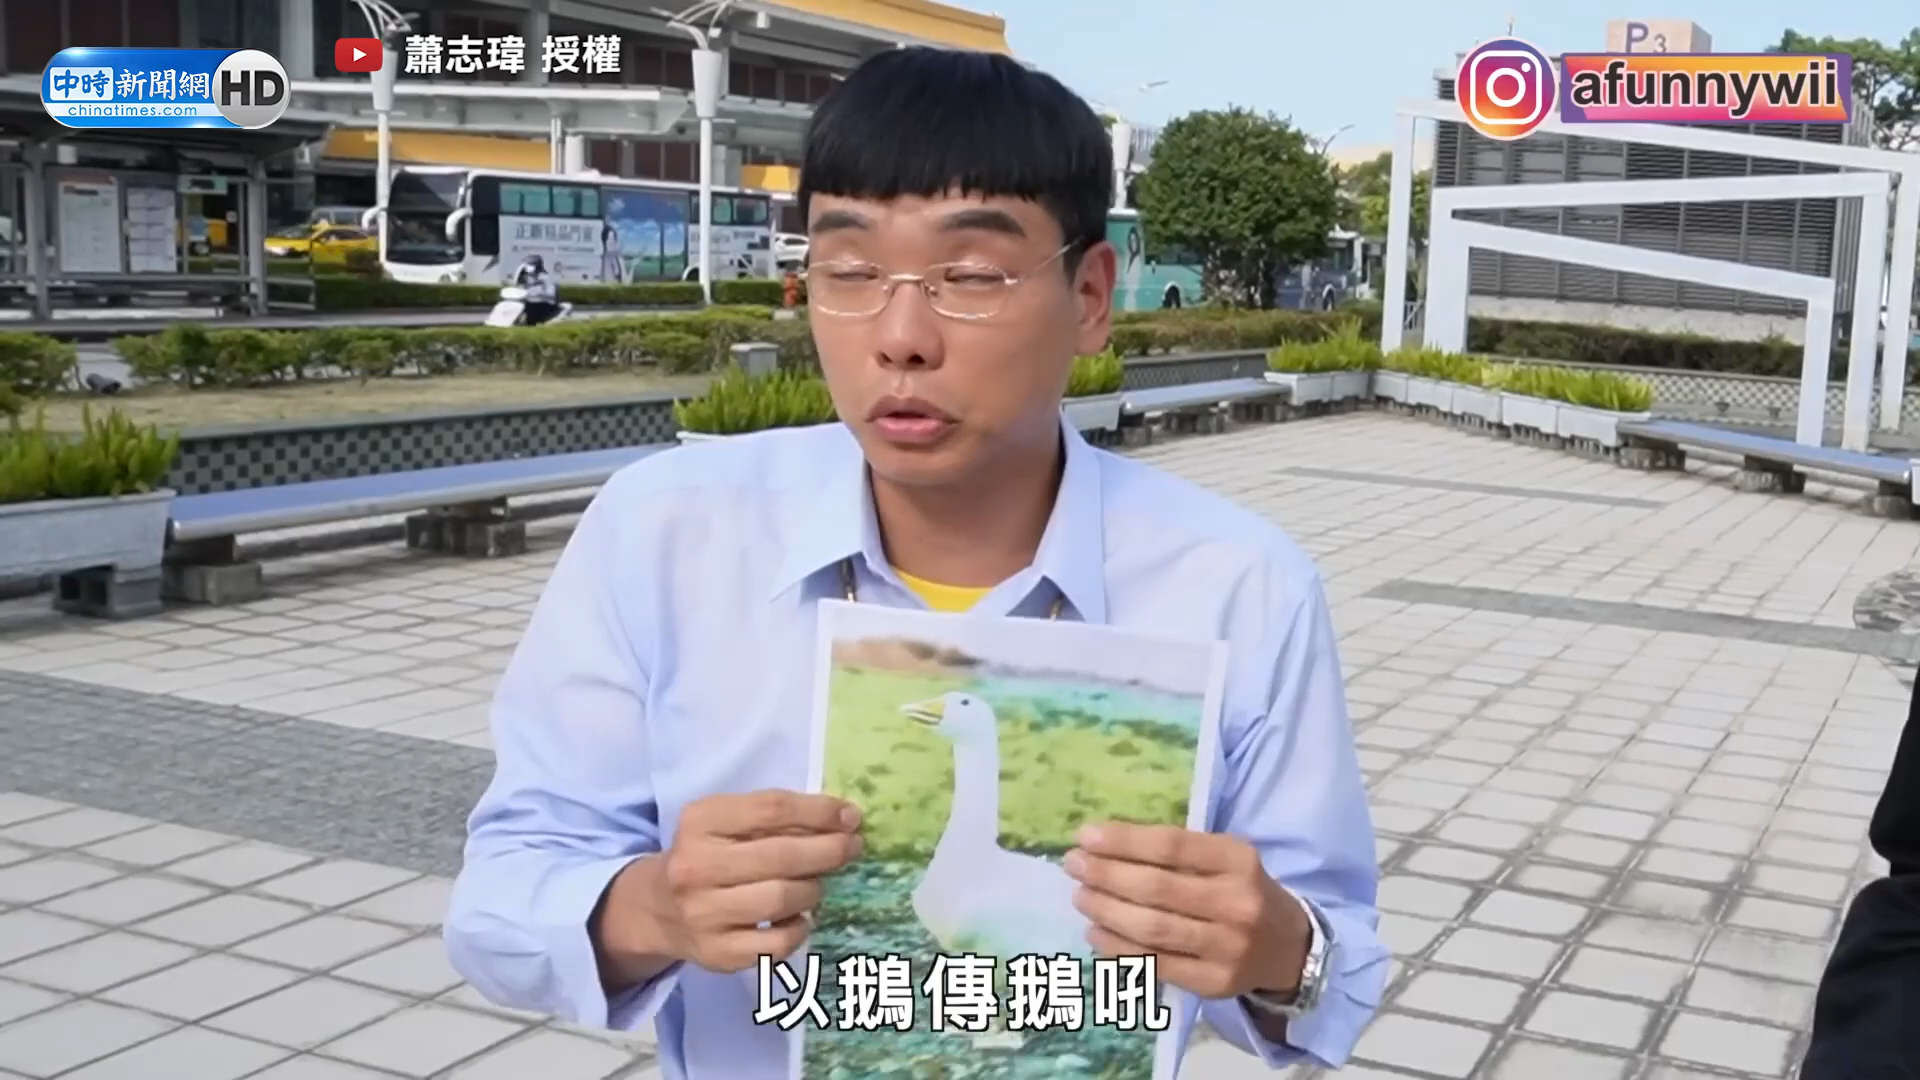 中時新聞網 HD
chinatimes.com
蕭志瑋 授權
afunnywii
P3
以鵝傳鵝吼